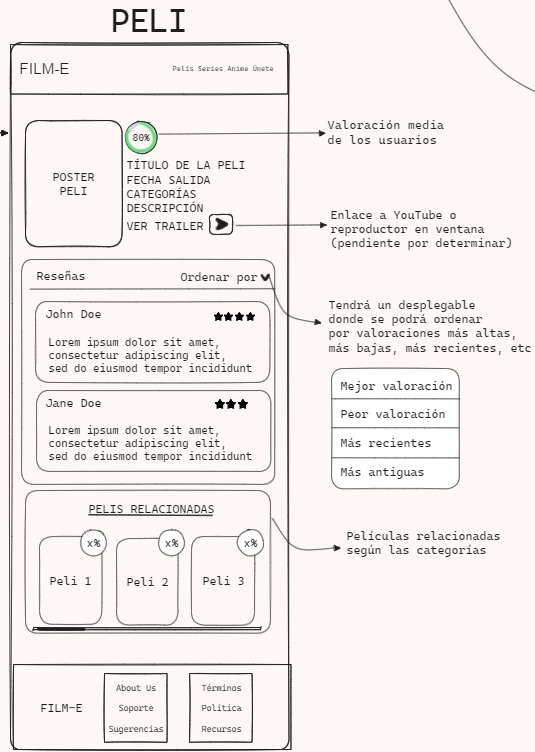 PELI
FILM-E
Pelis Series Anime Únete
80%
Valoración media
de los usuarios
POSTER
PELI
TÍTULO DE LA PELI
FECHA SALIDA
CATEGORÍAS
DESCRIPCIÓN
VER TRAILER
Enlace a YouTube o
reproductor en ventana
(pendiente por determinar)
Reseñas
Ordenar por
Tendrá un desplegable
donde se podrá ordenar
por valoraciones más altas,
más bajas, más recientes, etc
John Doe
Lorem ipsum dolor sit amet,
consectetur adipiscing elit,
sed do eiusmod tempor incididunt
Jane Doe
Lorem ipsum dolor sit amet,
consectetur adipiscing elit,
sed do eiusmod tempor incididunt
Mejor valoración
Peor valoración
Más recientes
Más antiguas
PELIS RELACIONADAS
x%
x%
x%
Peli 1
Peli 2
Peli 3
Películas relacionadas
según las categorías
FILM-E
About Us
Soporte
Sugerencias
Términos
Política
Recursos